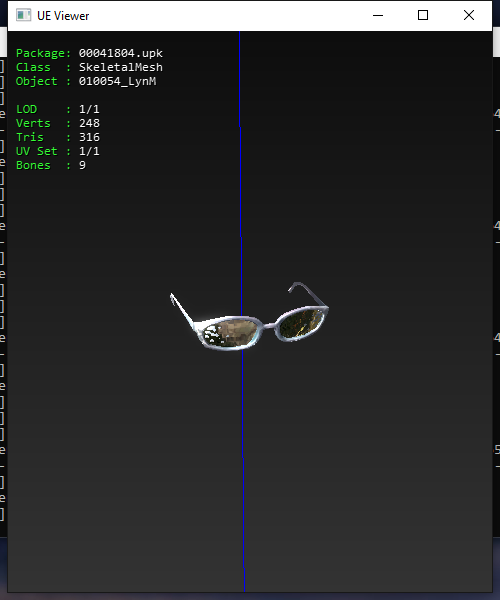 UE Viewer
Package: 00041804.upk
Class  : SkeletalMesh
Object : 010054_LynM
LOD    : 1/1
Verts  : 248
Tris   : 316
UV Set : 1/1
Bones  : 9